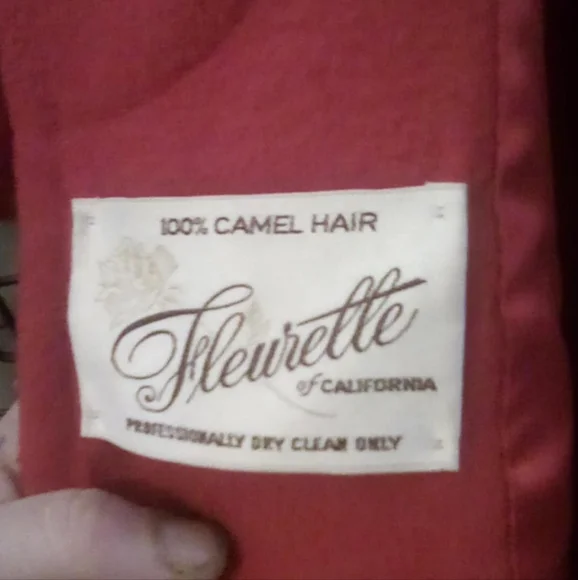 100% CAMEL HAIR
Fleurette
of CALIFORNIA
PROFESSIONALLY DRY CLEAN ONLY